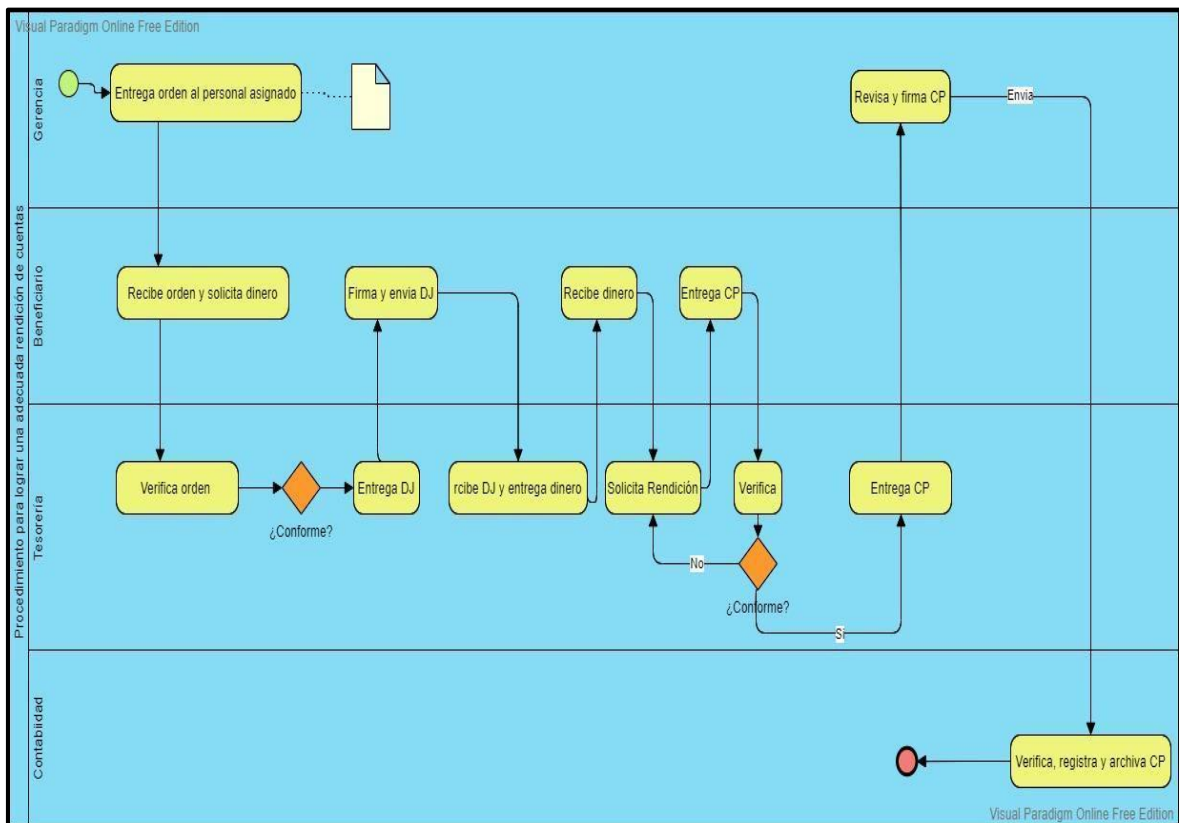 Visual Paradigm Online Free Edition
Procedimiento para lograr una adecuada rendición de cuentas
Gerencia
Entrega orden al personal asignado
Revisa y firma CP
Envia
Beneficiario
Recibe orden y solicita dinero
Firma y envia DJ
Recibe dinero
Entrega CP
Tesorería
Verifica orden
¿Conforme?
Entrega DJ
rcibe DJ y entrega dinero
Solicita Rendición
Verifica
Entrega CP
No
¿Conforme?
Si
Contabiidad
Verifica, registra y archiva CP
Visual Paradigm Online Free Edition